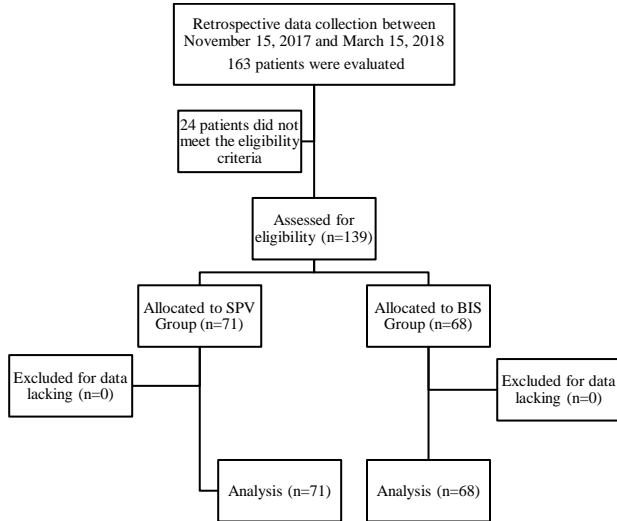 Retrospective data collection between
November 15, 2017 and March 15, 2018
163 patients were evaluated
24 patients did not
meet the eligibility
criteria
Assessed for
eligibility (n=139)
Allocated to SPV
Group (n=71)
Allocated to BIS
Group (n=68)
Excluded for data
lacking (n=0)
Excluded for data
lacking (n=0)
Analysis (n=71)
Analysis (n=68)